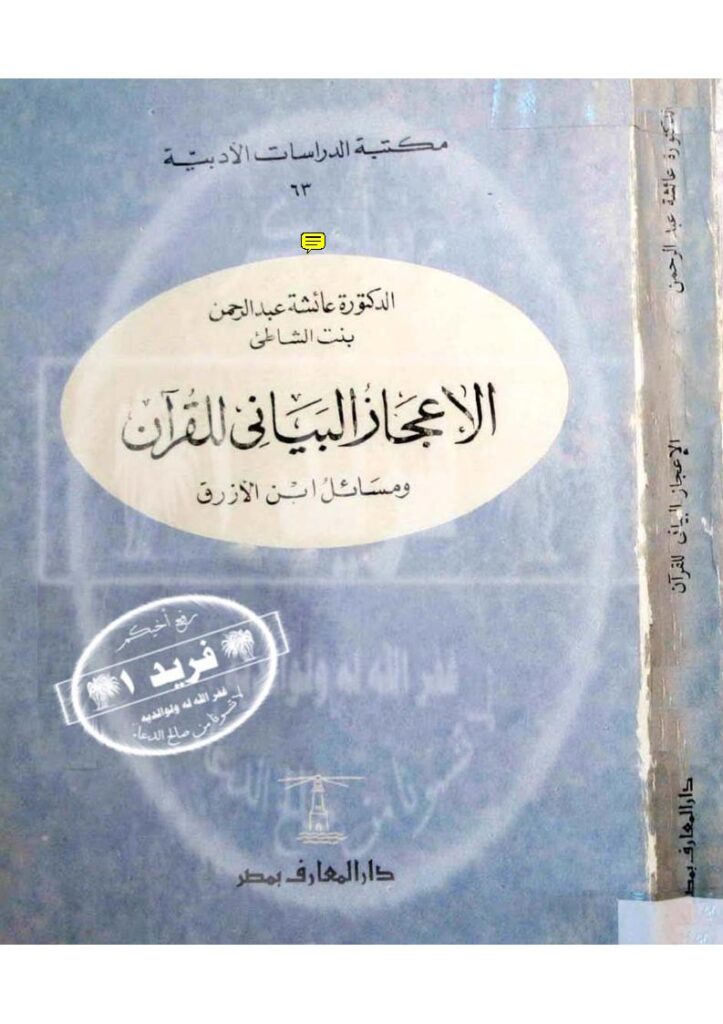 مكتبة الدراسات الأدبية
٦٣
الدكتورة عائشة عبد الرحمن
بنت الشاطئ
الإعجاز البياني للقرآن
ومسائل ابن الأزرق
رفع أخيكم
فريد ١
غفر الله له ولوالديه
لا تنسونا من صالح الدعاء
دار المعارف بمصر
الدكتورة عائشة عبد الرحمن
الإعجاز البياني للقرآن
دار المعارف بمصر